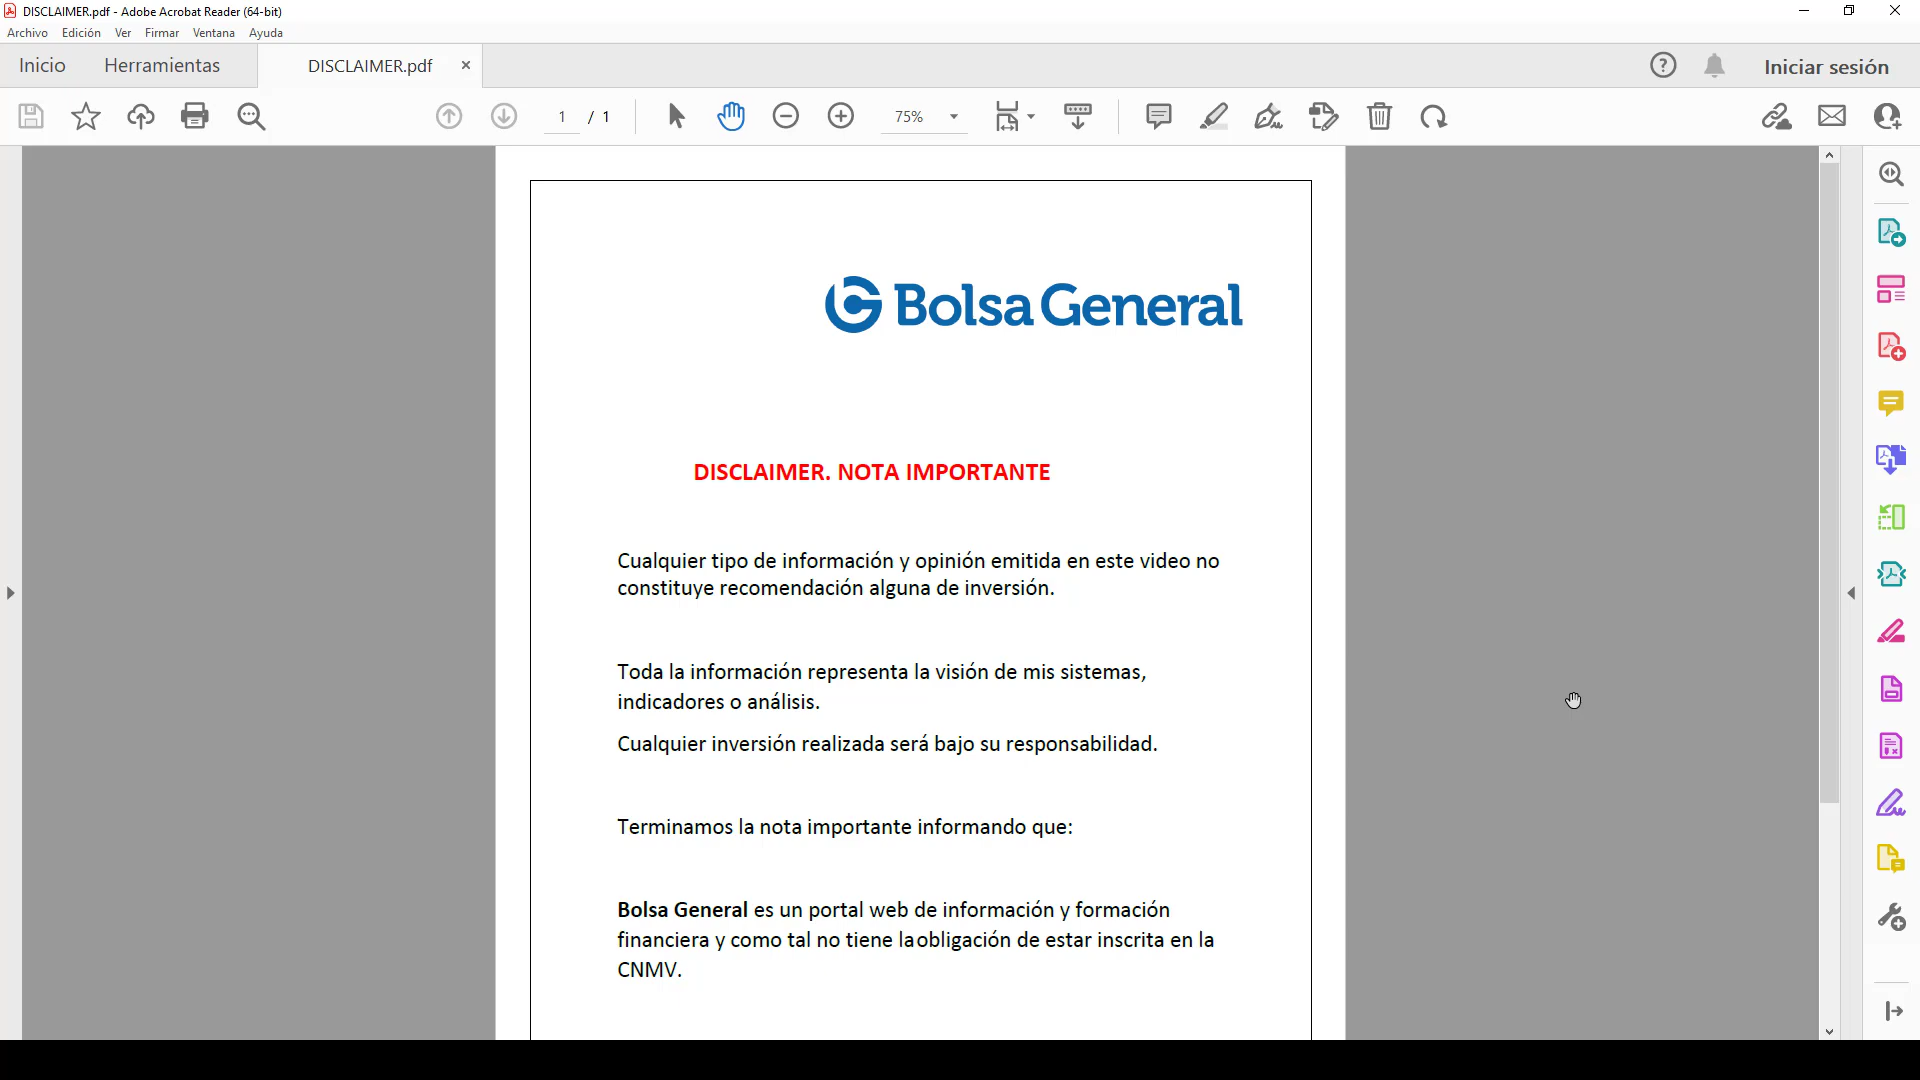 DISCLAIMER.pdf - Adobe Acrobat Reader (64-bit)
Archivo Edición Ver Firmar Ventana Ayuda
Inicio Herramientas DISCLAIMER.pdf Iniciar sesión
1 / 1 75%
Bolsa General
DISCLAIMER. NOTA IMPORTANTE
Cualquier tipo de información y opinión emitida en este video no
constituye recomendación alguna de inversión.
Toda la información representa la visión de mis sistemas,
indicadores o análisis.
Cualquier inversión realizada será bajo su responsabilidad.
Terminamos la nota importante informando que:
Bolsa General es un portal web de información y formación
financiera y como tal no tiene la obligación de estar inscrita en la
CNMV.